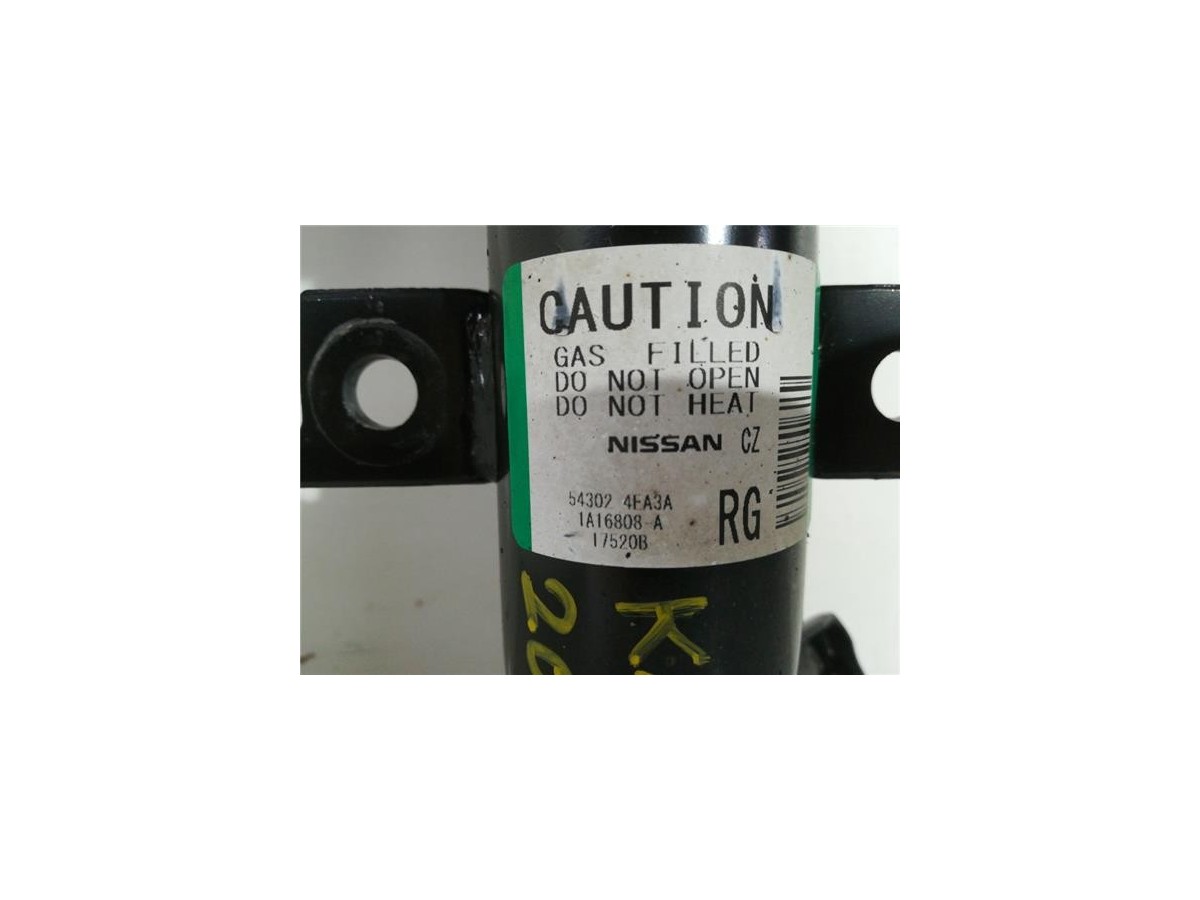 CAUTION
GAS FILLED
DO NOT OPEN
DO NOT HEAT
NISSAN CZ
54302 4EA3A
1A16808-A
17520B
RG